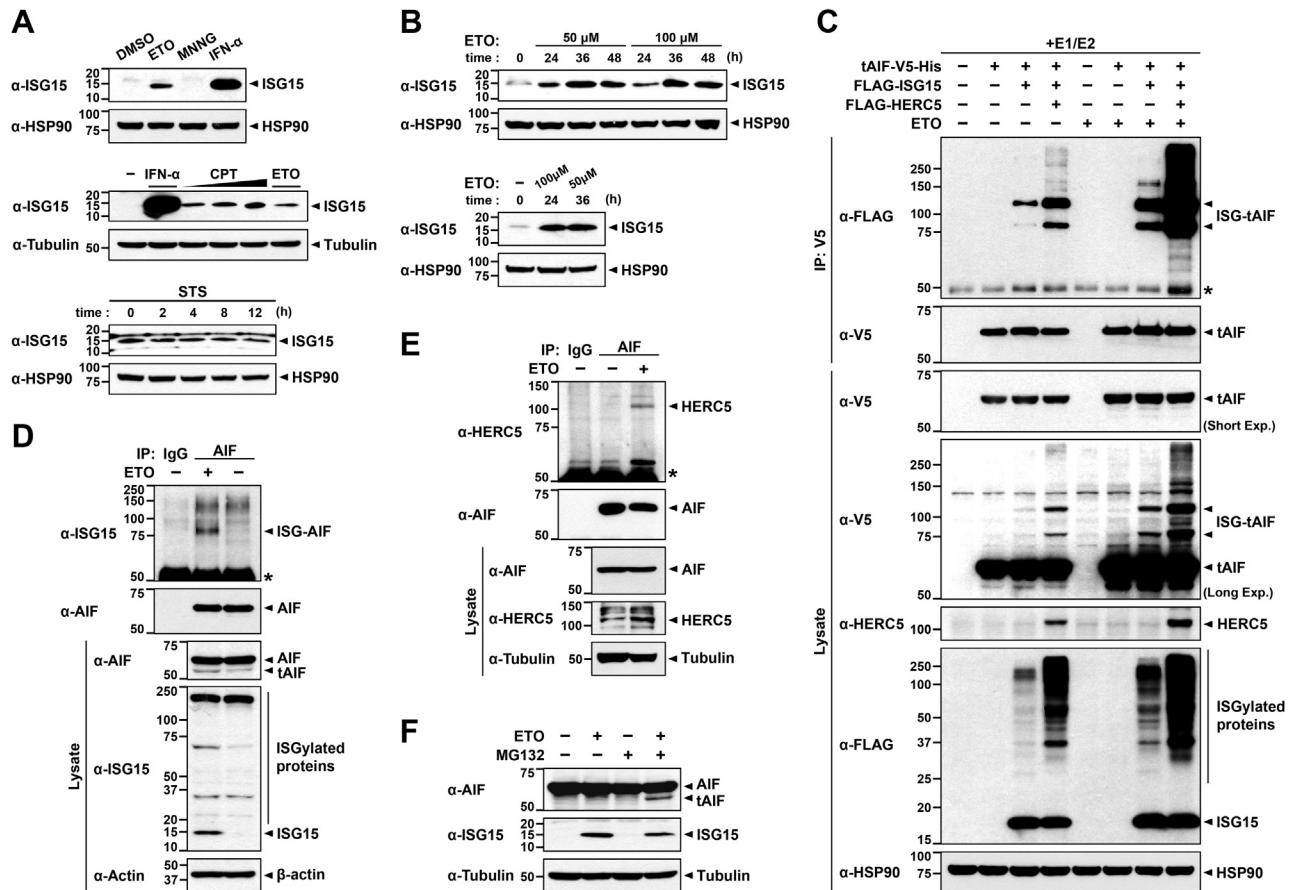 A
DMSO ETO MNNG IFN-α
α-ISG15 20 15 10 ISG15
α-HSP90 100 75 HSP90
– IFN-α CPT ETO
α-ISG15 20 15 10 ISG15
α-Tubulin 50 Tubulin
STS
time : 0 2 4 8 12 (h)
α-ISG15 20 15 10 ISG15
α-HSP90 100 75 HSP90
B
ETO: 50 μM 100 μM
time : 0 24 36 48 24 36 48 (h)
α-ISG15 20 15 10 ISG15
α-HSP90 100 75 HSP90
ETO: – 100μM 50μM
time : 24 36 (h)
α-ISG15 20 15 10 ISG15
α-HSP90 100 75 HSP90
C
+E1/E2
tAIF-V5-His – + + + – + + +
FLAG-ISG15 – – + + – – + +
FLAG-HERC5 – – – + – – – +
ETO – – – – + + + +
IP: V5
α-FLAG 250 150 100 75 50 ISG-tAIF *
α-V5 50 tAIF
Lysate
α-V5 75 50 tAIF
(Short Exp.)
α-V5 250 150 100 75 50 ISG-tAIF
tAIF
(Long Exp.)
α-HERC5 100 HERC5
α-FLAG 250 150 100 75 50 37 25 20 15 ISGylated
proteins
ISG15
α-HSP90 100 75 HSP90
D
IP: IgG AIF
ETO – + –
α-ISG15 250 150 100 75 50 ISG-AIF *
α-AIF 75 50 AIF
Lysate
α-AIF 75 50 AIF
tAIF
α-ISG15 250 75 50 37 20 15 10 ISGylated
proteins
ISG15
α-Actin 50 37 β-actin
E
IP: IgG AIF
ETO – – +
α-HERC5 150 100 75 50 HERC5 *
α-AIF 75 50 AIF
Lysate
α-AIF 75 50 AIF
α-HERC5 150 100 HERC5
α-Tubulin 50 Tubulin
F
ETO – + – +
MG132 – – + +
α-AIF 75 50 AIF
tAIF
α-ISG15 20 15 10 ISG15
α-Tubulin 75 50 Tubulin